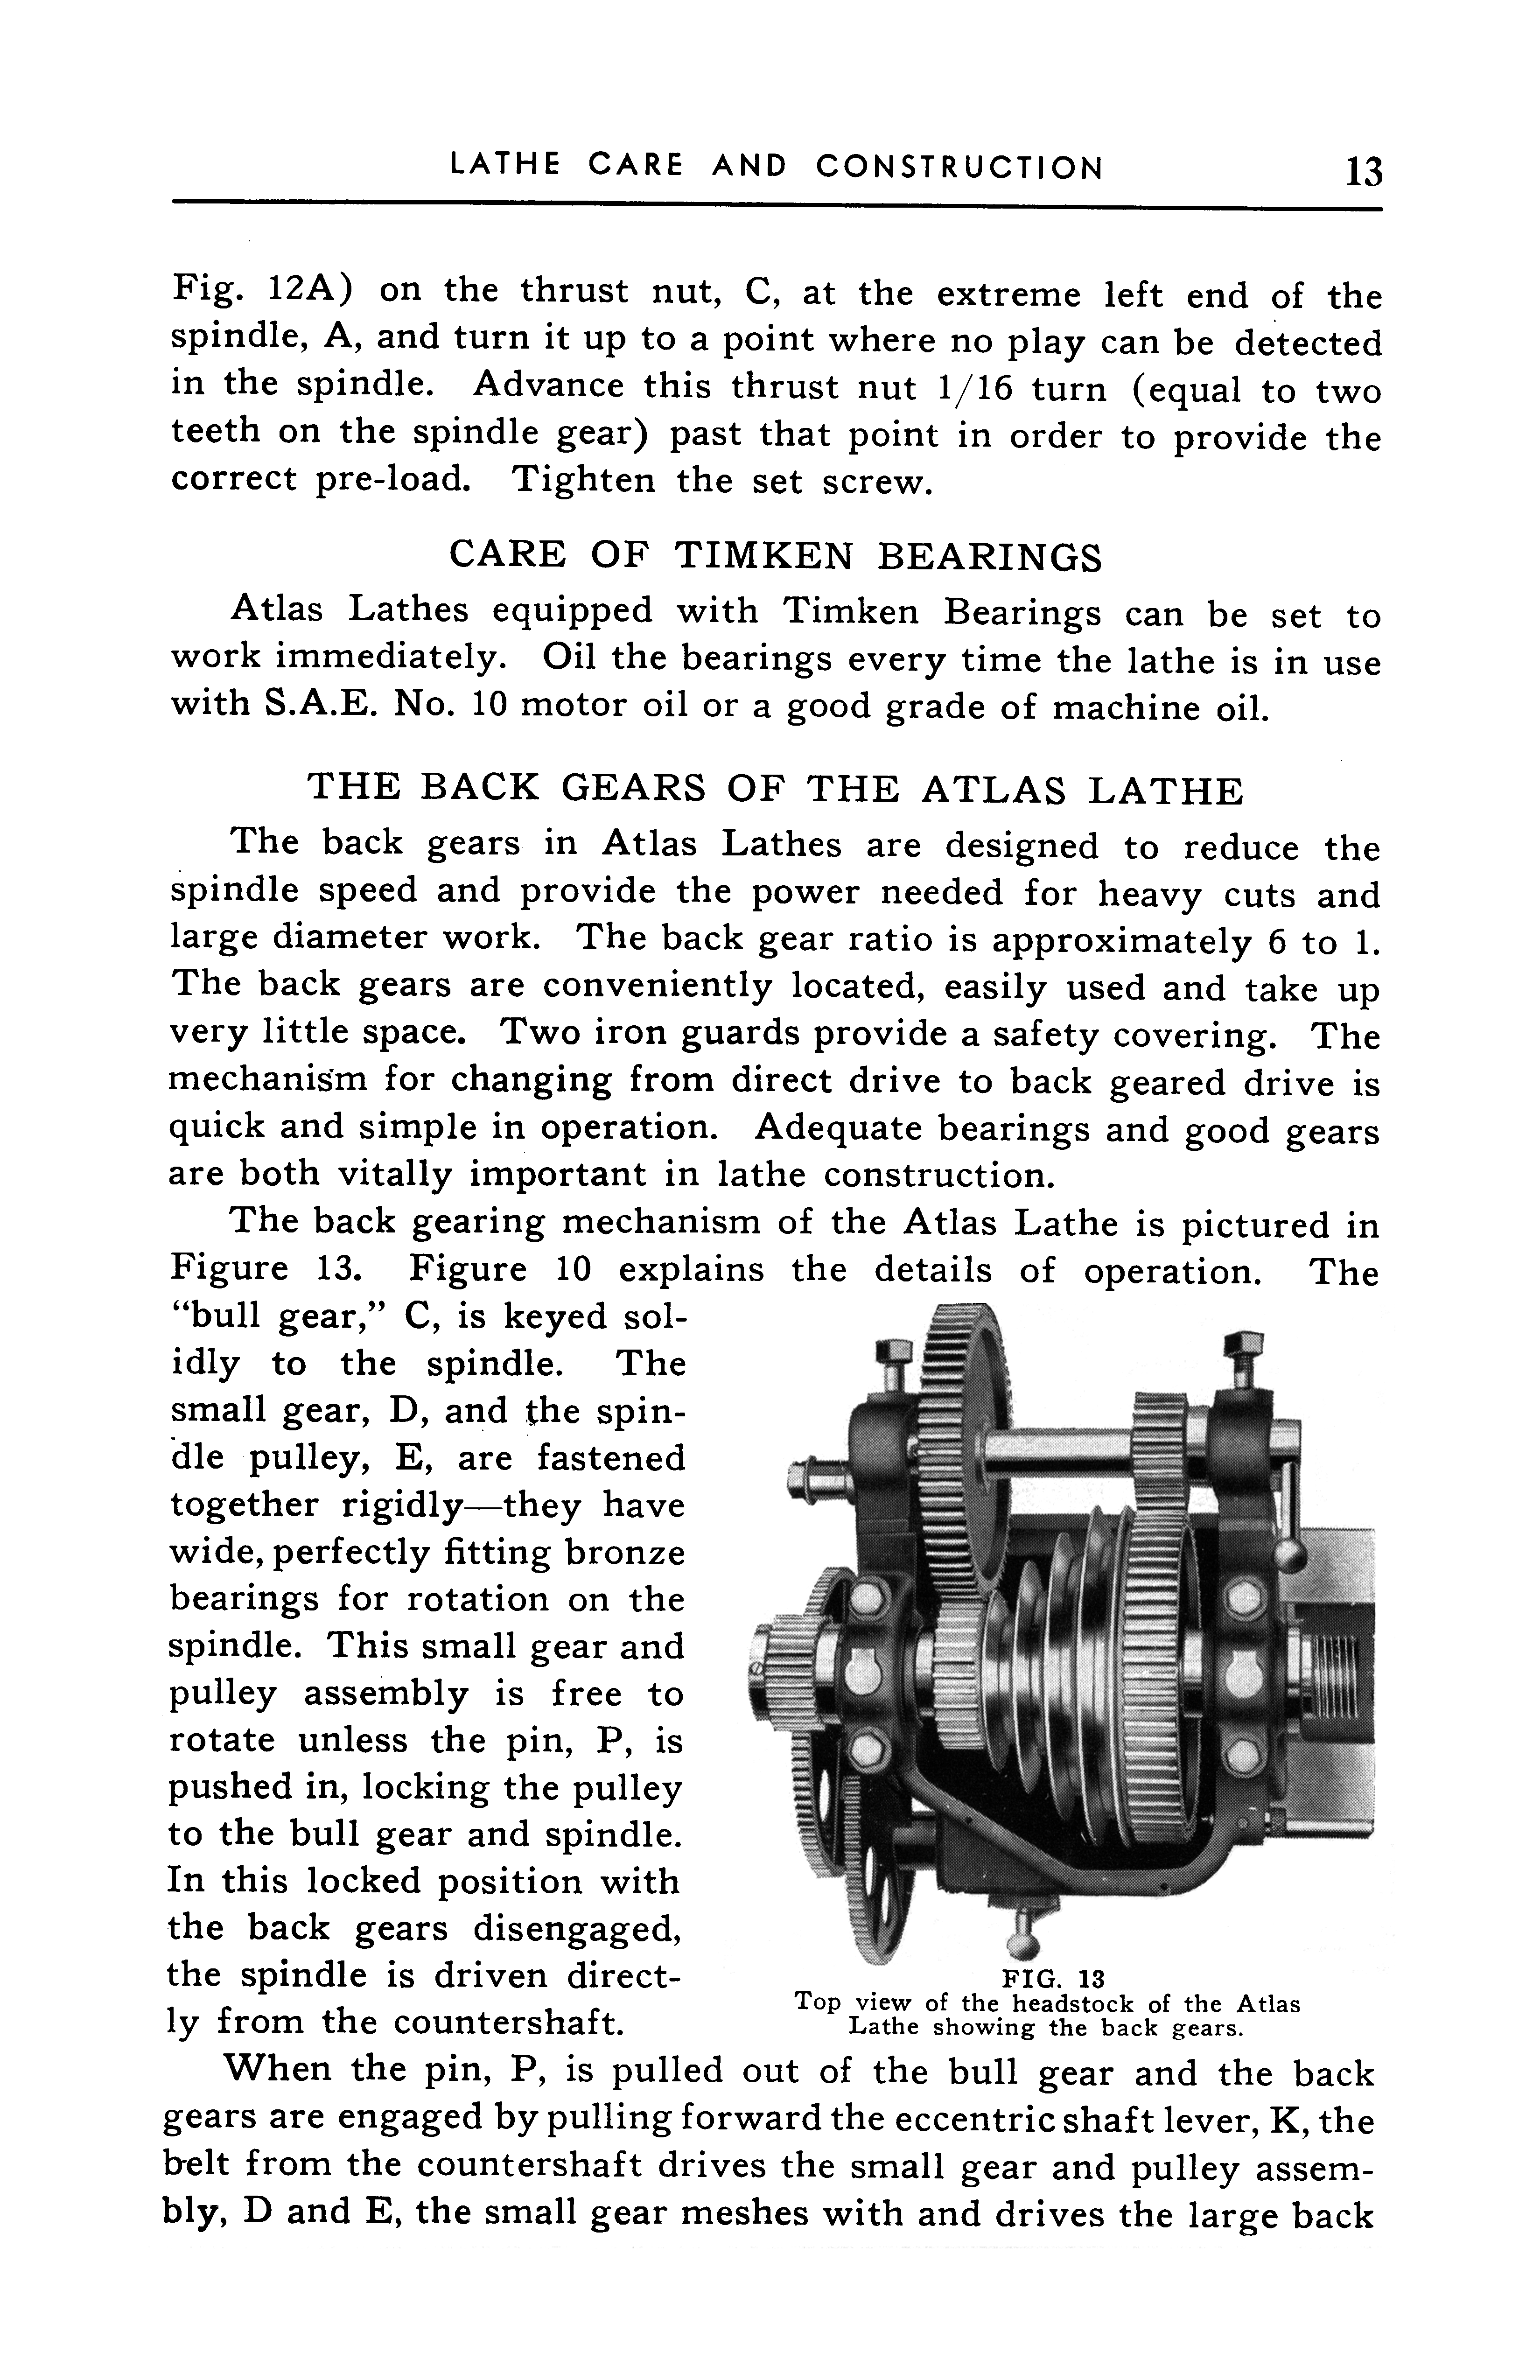 LATHE CARE AND CONSTRUCTION 13
Fig. 12A) on the thrust nut, C, at the extreme left end of the
spindle, A, and turn it up to a point where no play can be detected
in the spindle. Advance this thrust nut 1/16 turn (equal to two
teeth on the spindle gear) past that point in order to provide the
correct pre-load. Tighten the set screw.
CARE OF TIMKEN BEARINGS
Atlas Lathes equipped with Timken Bearings can be set to
work immediately. Oil the bearings every time the lathe is in use
with S.A.E. No. 10 motor oil or a good grade of machine oil.
THE BACK GEARS OF THE ATLAS LATHE
The back gears in Atlas Lathes are designed to reduce the
spindle speed and provide the power needed for heavy cuts and
large diameter work. The back gear ratio is approximately 6 to 1.
The back gears are conveniently located, easily used and take up
very little space. Two iron guards provide a safety covering. The
mechanism for changing from direct drive to back geared drive is
quick and simple in operation. Adequate bearings and good gears
are both vitally important in lathe construction.
The back gearing mechanism of the Atlas Lathe is pictured in
Figure 13. Figure 10 explains the details of operation. The
“bull gear,” C, is keyed sol-
idly to the spindle. The
small gear, D, and the spin-
dle pulley, E, are fastened
together rigidly—they have
wide, perfectly fitting bronze
bearings for rotation on the
spindle. This small gear and
pulley assembly is free to
rotate unless the pin, P, is
pushed in, locking the pulley
to the bull gear and spindle.
In this locked position with
the back gears disengaged,
the spindle is driven direct-
ly from the countershaft.
FIG. 13
Top view of the headstock of the Atlas
Lathe showing the back gears.
When the pin, P, is pulled out of the bull gear and the back
gears are engaged by pulling forward the eccentric shaft lever, K, the
belt from the countershaft drives the small gear and pulley assem-
bly, D and E, the small gear meshes with and drives the large back